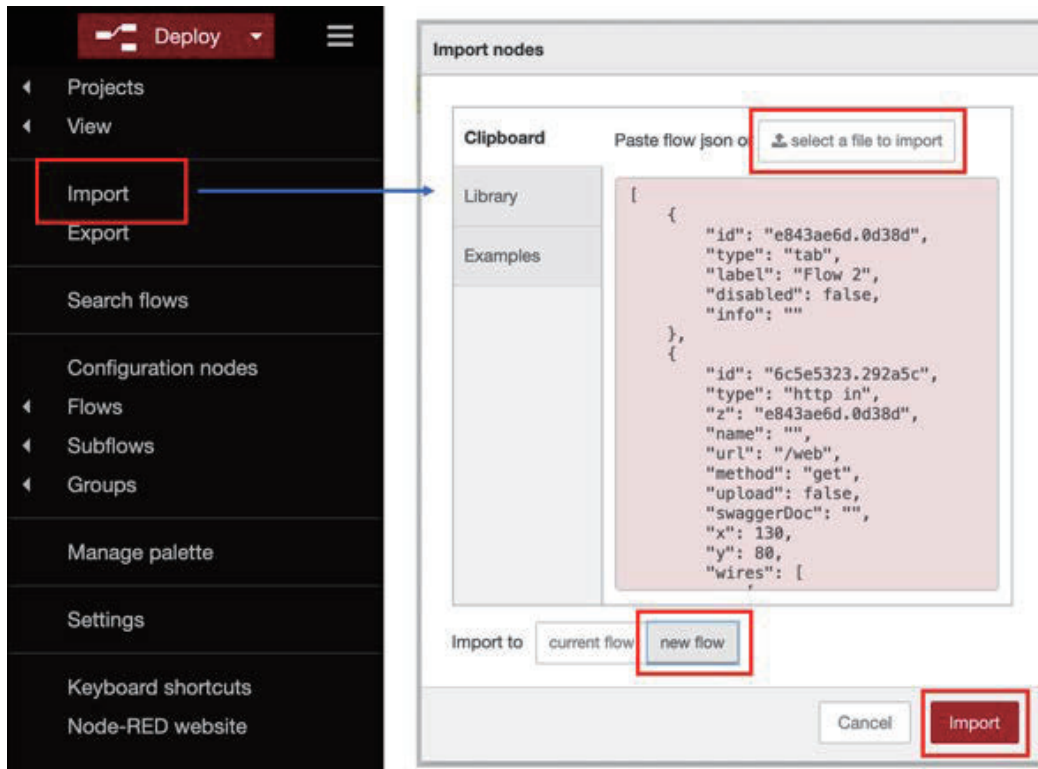 Deploy
Projects
View
Import
Export
Search flows
Configuration nodes
Flows
Subflows
Groups
Manage palette
Settings
Keyboard shortcuts
Node-RED website
Import nodes
Clipboard
Library
Examples
Paste flow json or select a file to import
[
{
"id": "e843ae6d.0d38d",
"type": "tab",
"label": "Flow 2",
"disabled": false,
"info": ""
},
{
"id": "6c5e5323.292a5c",
"type": "http in",
"z": "e843ae6d.0d38d",
"name": "",
"url": "/web",
"method": "get",
"upload": false,
"swaggerDoc": "",
"x": 130,
"y": 80,
"wires": [
Import to current flow new flow
Cancel Import